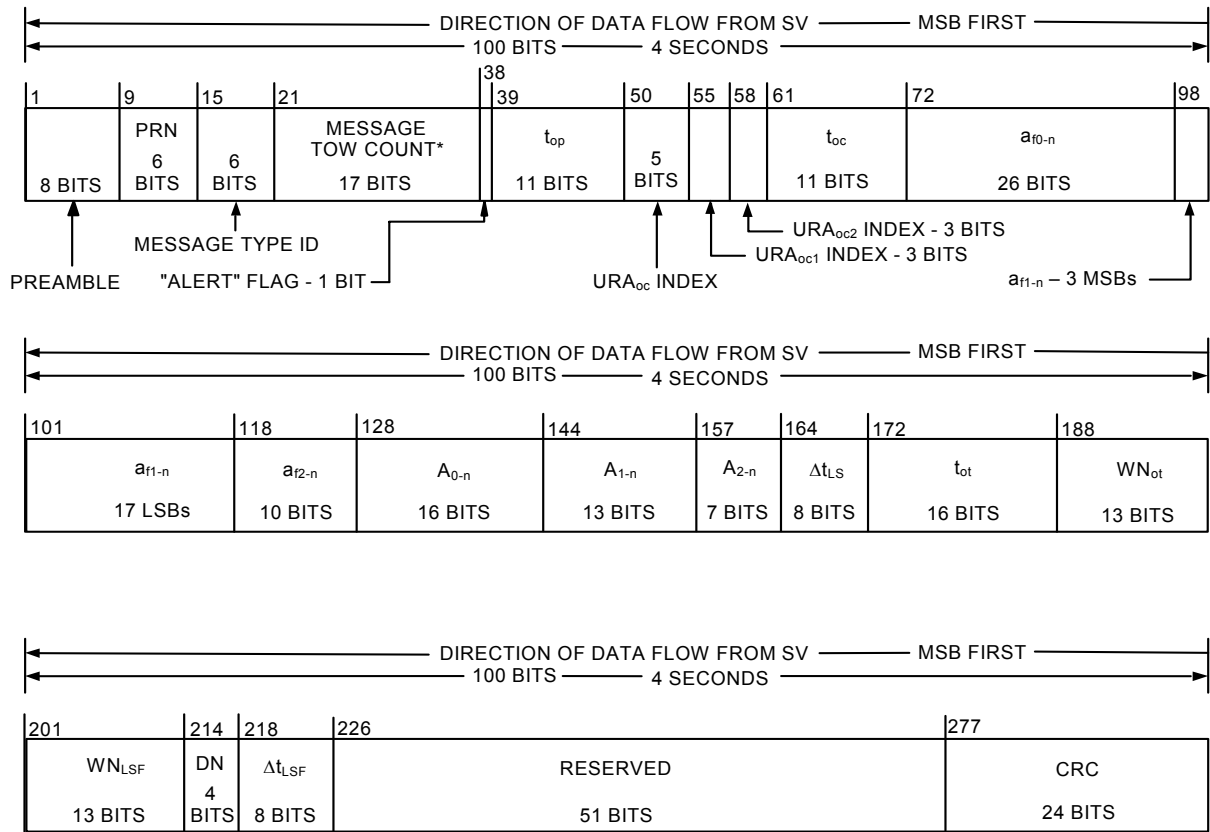 DIRECTION OF DATA FLOW FROM SV MSB FIRST
100 BITS 4 SECONDS
38
1 9 15 21 39 50 55 58 61 72 98
PRN
6
BITS
MESSAGE
TOW COUNT*
t_op
t_oc
a_f0-n
8 BITS
6
BITS
17 BITS
11 BITS
5
BITS
11 BITS
26 BITS
URA_oc2 INDEX - 3 BITS
MESSAGE TYPE ID
URA_oc1 INDEX - 3 BITS
PREAMBLE
"ALERT" FLAG - 1 BIT
URA_oc INDEX
a_f1-n – 3 MSBs
DIRECTION OF DATA FLOW FROM SV MSB FIRST
100 BITS 4 SECONDS
101 118 128 144 157 164 172 188
a_f1-n a_f2-n A_0-n A_1-n A_2-n Δt_LS t_ot WN_ot
17 LSBs 10 BITS 16 BITS 13 BITS 7 BITS 8 BITS 16 BITS 13 BITS
DIRECTION OF DATA FLOW FROM SV MSB FIRST
100 BITS 4 SECONDS
201 214 218 226 277
WN_LSF
DN
4
BITS
Δt_LSF
RESERVED
CRC
13 BITS
8 BITS
51 BITS
24 BITS